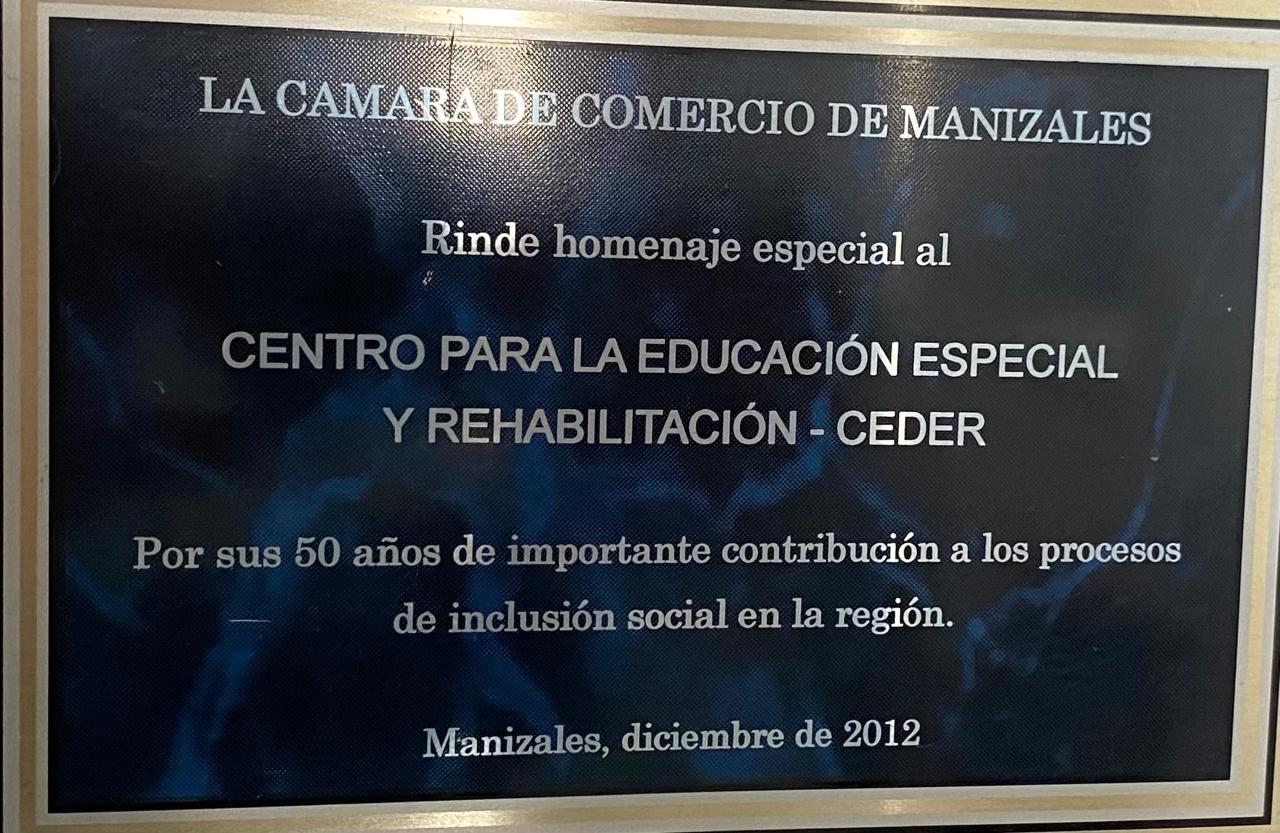 LA CAMARA DE COMERCIO DE MANIZALES
Rinde homenaje especial al
CENTRO PARA LA EDUCACIÓN ESPECIAL
Y REHABILITACIÓN - CEDER
Por sus 50 años de importante contribución a los procesos
de inclusión social en la región.
Manizales, diciembre de 2012